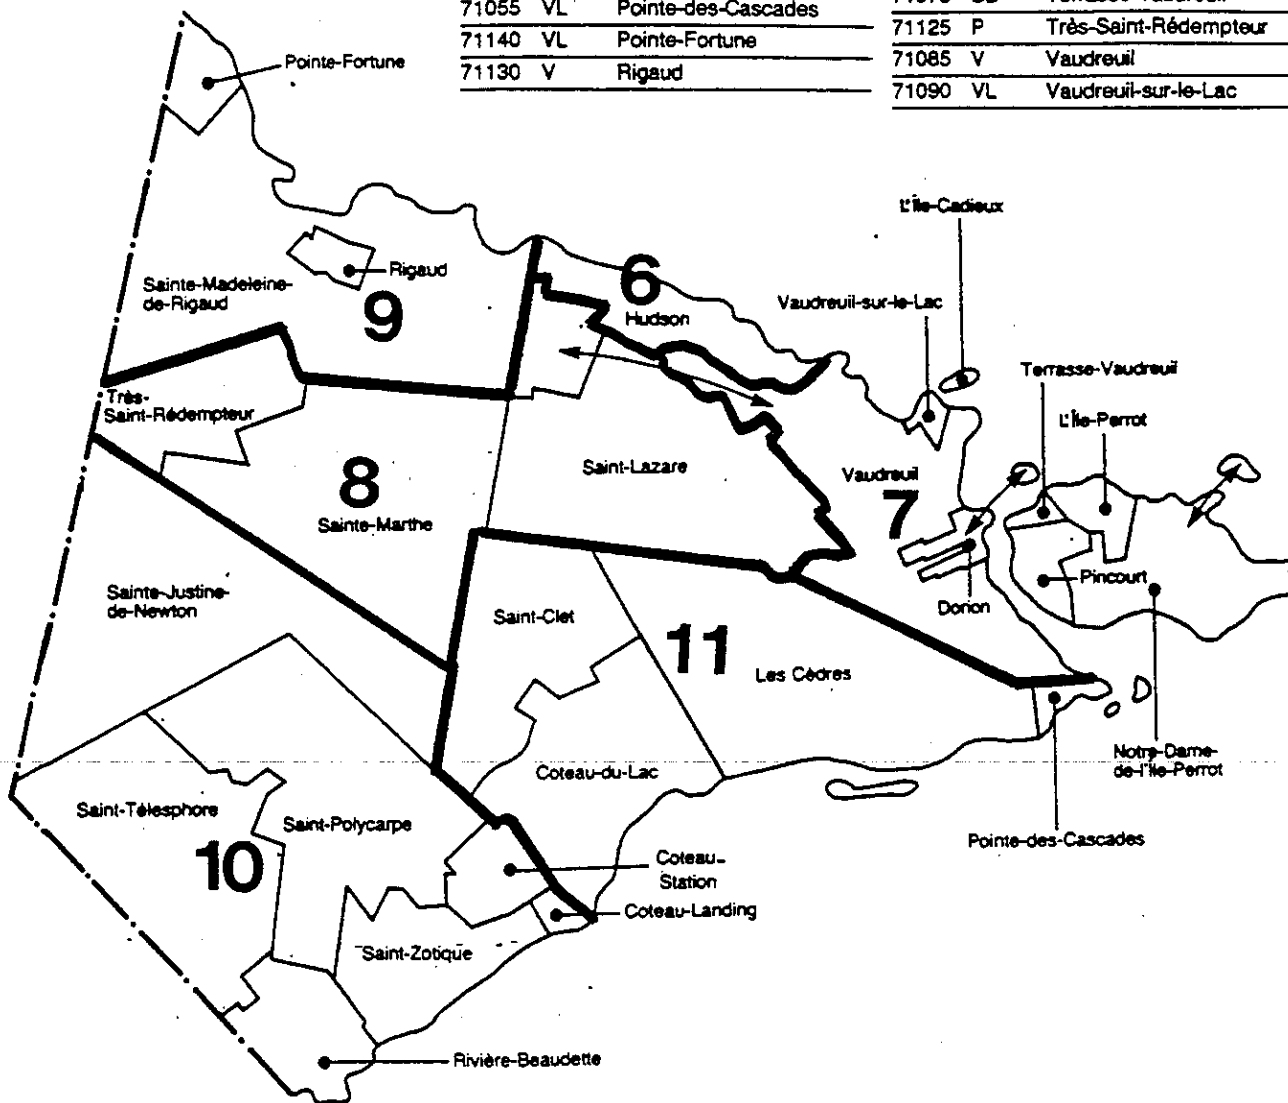 71055 VL Pointe-des-Cascades
71140 VL Pointe-Fortune
71130 V Rigaud
71125 P Très-Saint-Rédempteur
71085 V Vaudreuil
71090 VL Vaudreuil-sur-le-Lac
Pointe-Fortune
L'Île-Cadieux
Rigaud
Sainte-Madeleine-
de-Rigaud
9
6
Hudson
Vaudreuil-sur-le-Lac
Terrasse-Vaudreuil
L'Île-Perrot
Très-
Saint-Rédempteur
Saint-Lazare
Vaudreuil
7
8
Sainte-Marthe
Sainte-Justine-
de-Newton
Saint-Clet
Dorion
Pincourt
11
Les Cèdres
Notre-Dame-
de-l'Île-Perrot
Coteau-du-Lac
Saint-Télesphore
Saint-Polycarpe
10
Pointe-des-Cascades
Coteau-
Station
Coteau-Landing
Saint-Zotique
Rivière-Beaudette